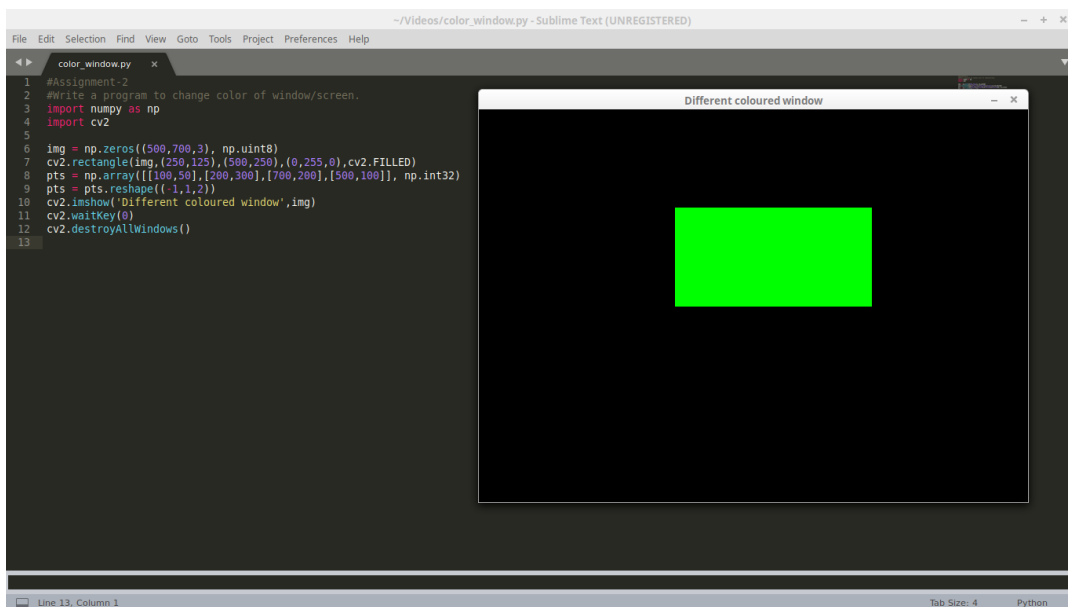 ~/Videos/color_window.py - Sublime Text (UNREGISTERED)
File Edit Selection Find View Goto Tools Project Preferences Help
color_window.py
1 #Assignment-2
2 #Write a program to change color of window/screen.
3 import numpy as np
4 import cv2
5
6 img = np.zeros((500,700,3), np.uint8)
7 cv2.rectangle(img,(250,125),(500,250),(0,255,0),cv2.FILLED)
8 pts = np.array([[100,50],[200,300],[700,200],[500,100]], np.int32)
9 pts = pts.reshape((-1,1,2))
10 cv2.imshow('Different coloured window',img)
11 cv2.waitKey(0)
12 cv2.destroyAllWindows()
13
Different coloured window
Line 13, Column 1 Tab Size: 4 Python